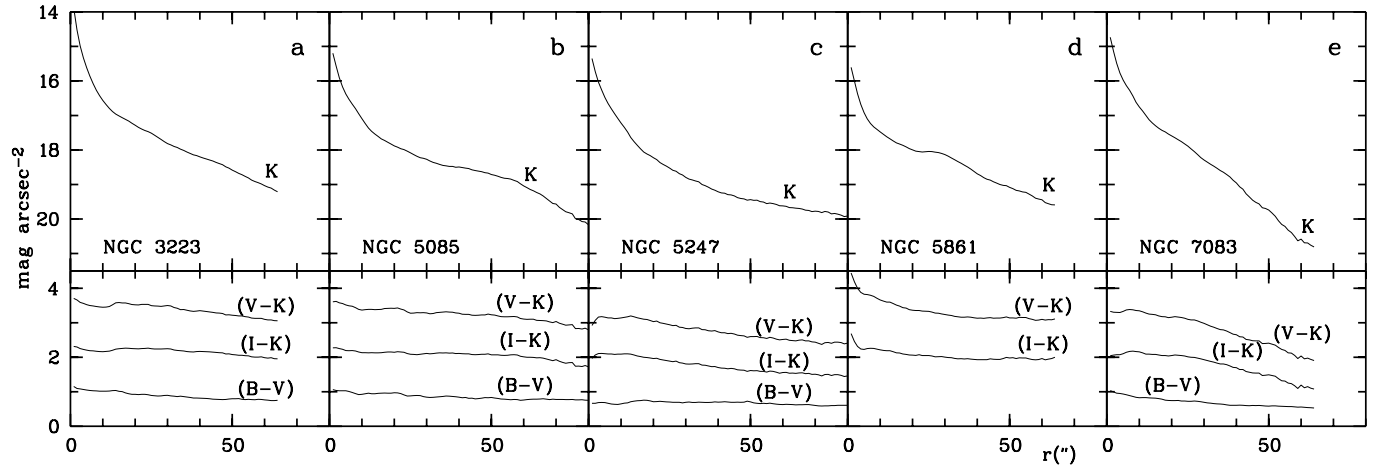 14
16
18
20
mag arcsec−2
a
K
NGC 3223
b
K
NGC 5085
c
K
NGC 5247
d
K
NGC 5861
e
K
NGC 7083
4
2
0
(V−K)
(I−K)
(B−V)
(V−K)
(I−K)
(B−V)
(V−K)
(I−K)
(B−V)
(V−K)
(I−K)
(V−K)
(I−K)
(B−V)
0 50 0 50 0 50 0 50 0 50
r(″)